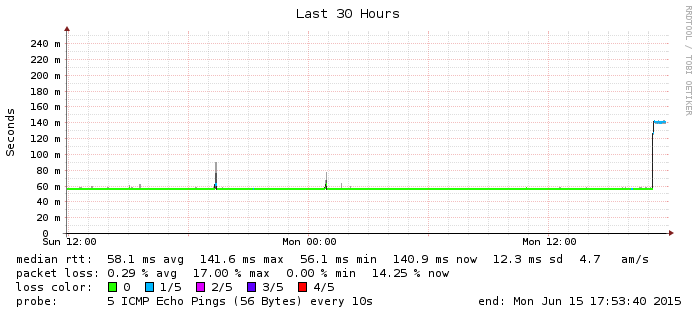 Last 30 Hours
RRDTOOL / TOBI OETIKER
Seconds
240 m
220 m
200 m
180 m
160 m
140 m
120 m
100 m
80 m
60 m
40 m
20 m
0
Sun 12:00 Mon 00:00 Mon 12:00
median rtt: 58.1 ms avg 141.6 ms max 56.1 ms min 140.9 ms now 12.3 ms sd 4.7 am/s
packet loss: 0.29 % avg 17.00 % max 0.00 % min 14.25 % now
loss color: 0 1/5 2/5 3/5 4/5
probe: 5 ICMP Echo Pings (56 Bytes) every 10s end: Mon Jun 15 17:53:40 2015